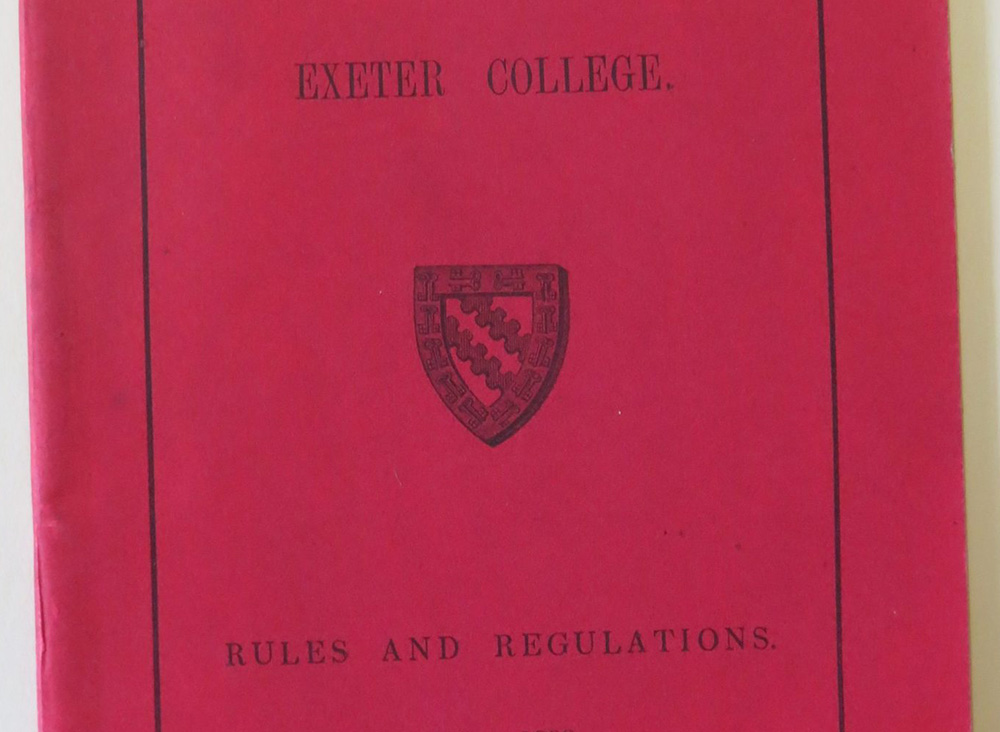 EXETER COLLEGE.
RULES AND REGULATIONS.